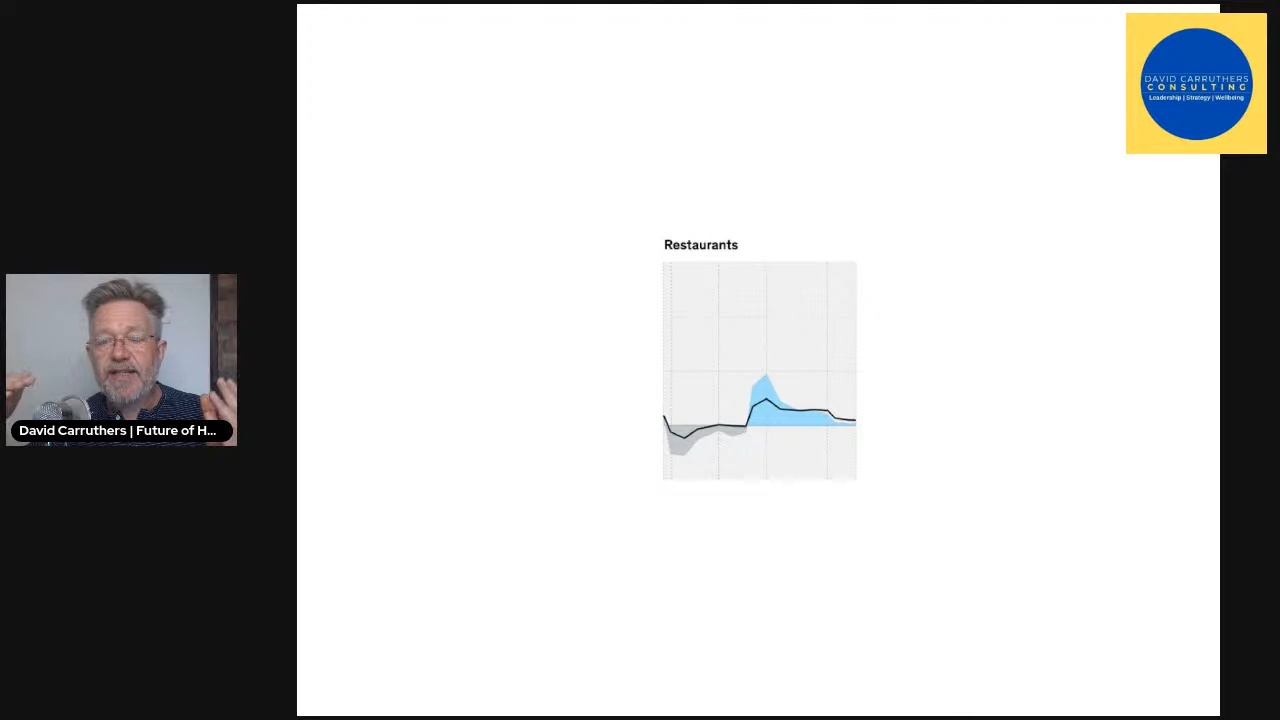 DAVID CARRUTHERS
CONSULTING
Leadership | Strategy | Wellbeing
Restaurants
David Carruthers | Future of H...